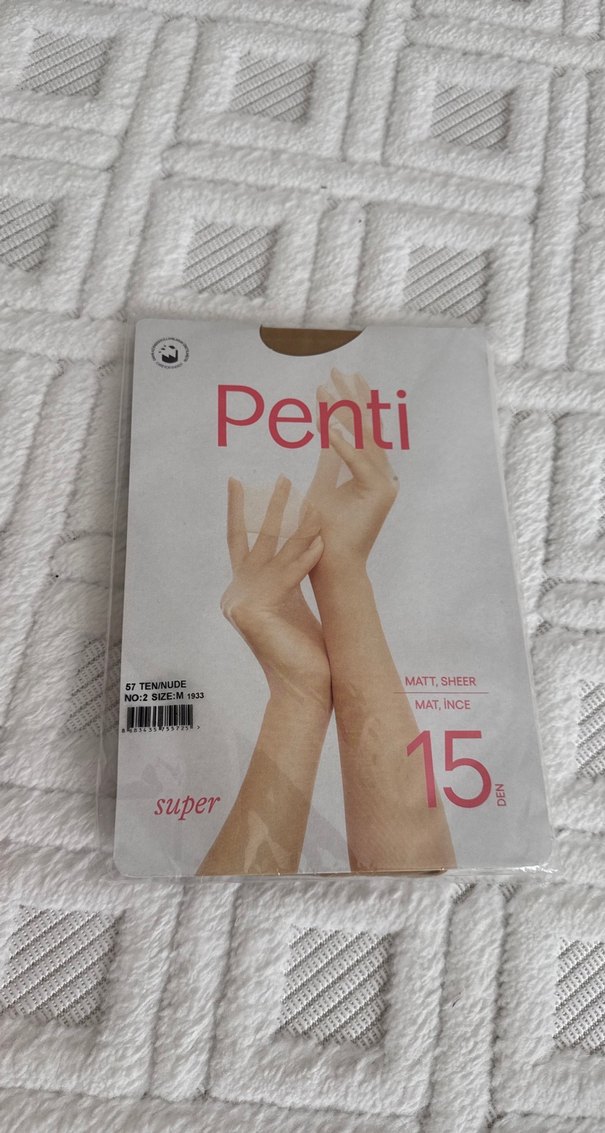 Penti
57 TEN/NUDE
NO:2 SIZE:M 1933
MATT, SHEER
MAT, İNCE
15
DEN
super